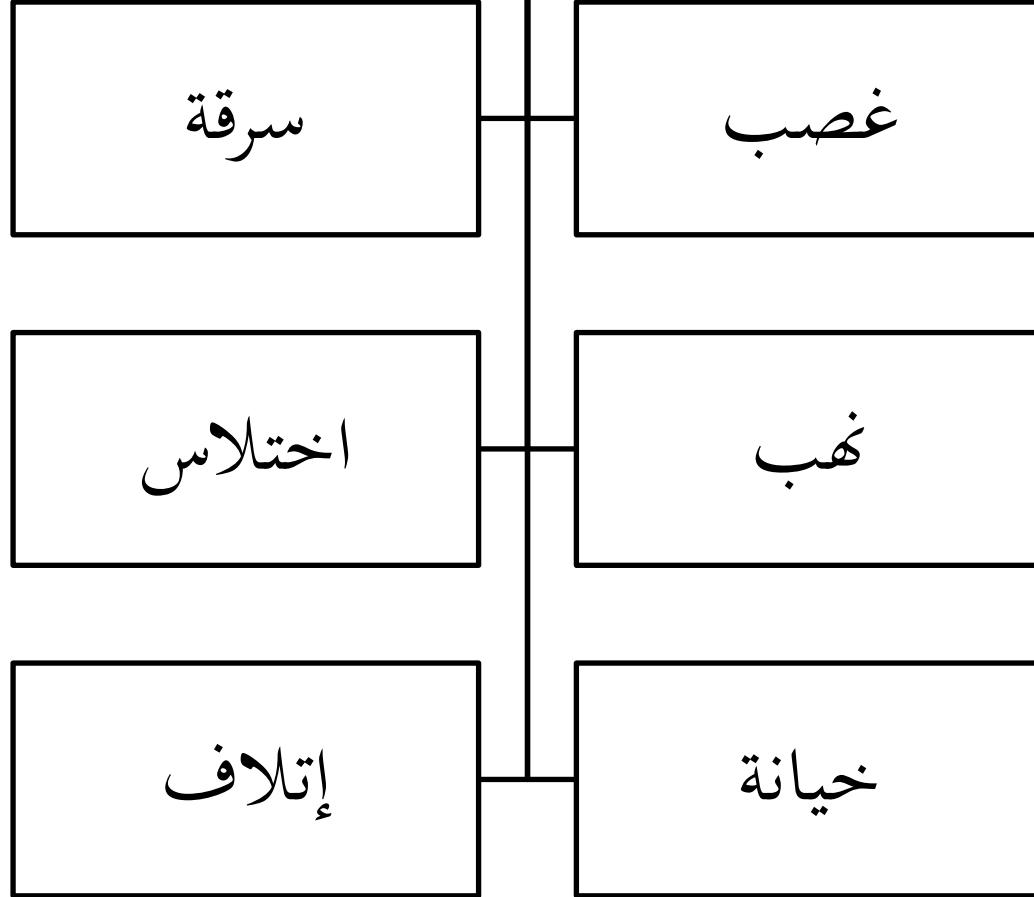 غصب
سرقة
نهب
اختلاس
خيانة
إتلاف